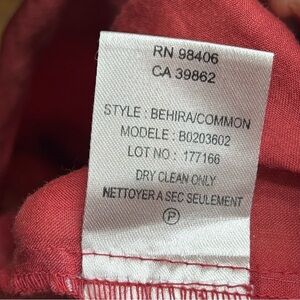 RN 98406
CA 39862
STYLE : BEHIRA/COMMON
MODELE : B0203602
LOT NO : 177166
DRY CLEAN ONLY
NETTOYER A SEC SEULEMENT
P